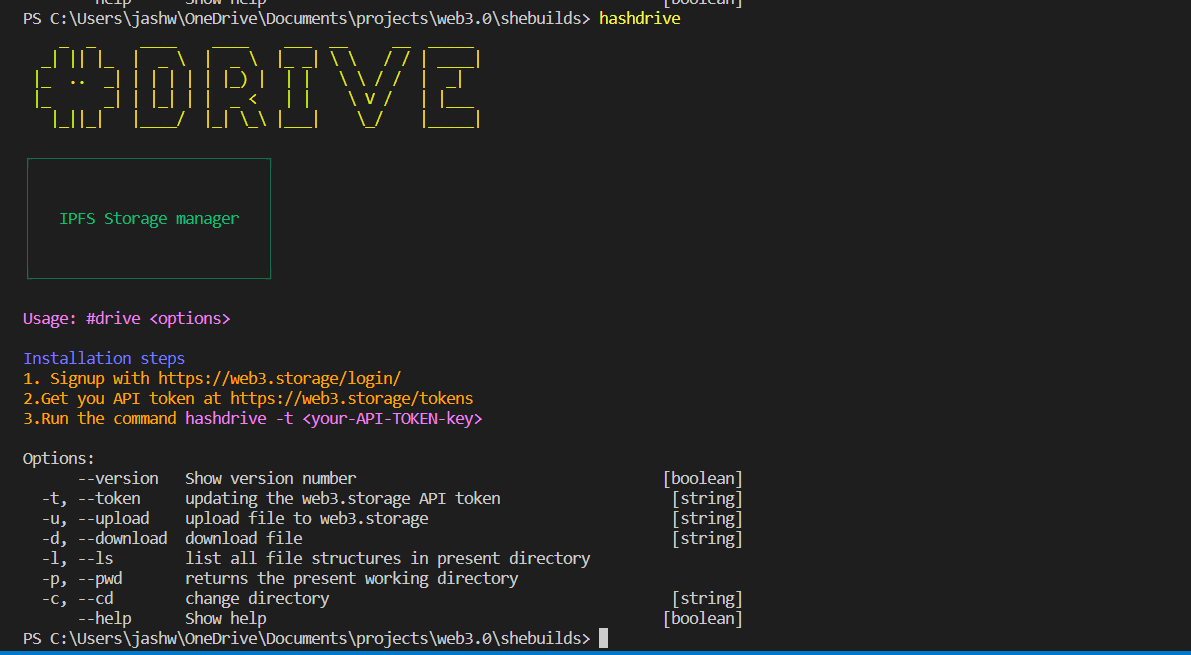 --help Show help [boolean]
PS C:\Users\jashw\OneDrive\Documents\projects\web3.0\shebuilds> hashdrive
#DRIVE
IPFS Storage manager
Usage: #drive <options>
Installation steps
1. Signup with https://web3.storage/login/
2.Get you API token at https://web3.storage/tokens
3.Run the command hashdrive -t <your-API-TOKEN-key>
Options:
--version Show version number [boolean]
-t, --token updating the web3.storage API token [string]
-u, --upload upload file to web3.storage [string]
-d, --download download file [string]
-l, --ls list all file structures in present directory
-p, --pwd returns the present working directory
-c, --cd change directory [string]
--help Show help [boolean]
PS C:\Users\jashw\OneDrive\Documents\projects\web3.0\shebuilds>